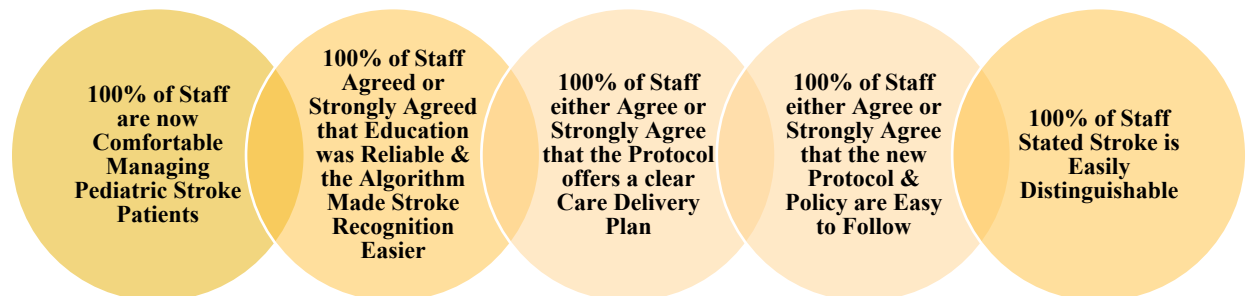 100% of Staff
are now
Comfortable
Managing
Pediatric Stroke
Patients
100% of Staff
Agreed or
Strongly Agreed
that Education
was Reliable &
the Algorithm
Made Stroke
Recognition
Easier
100% of Staff
either Agree or
Strongly Agree
that the Protocol
offers a clear
Care Delivery
Plan
100% of Staff
either Agree or
Strongly Agree
that the new
Protocol &
Policy are Easy
to Follow
100% of Staff
Stated Stroke is
Easily
Distinguishable